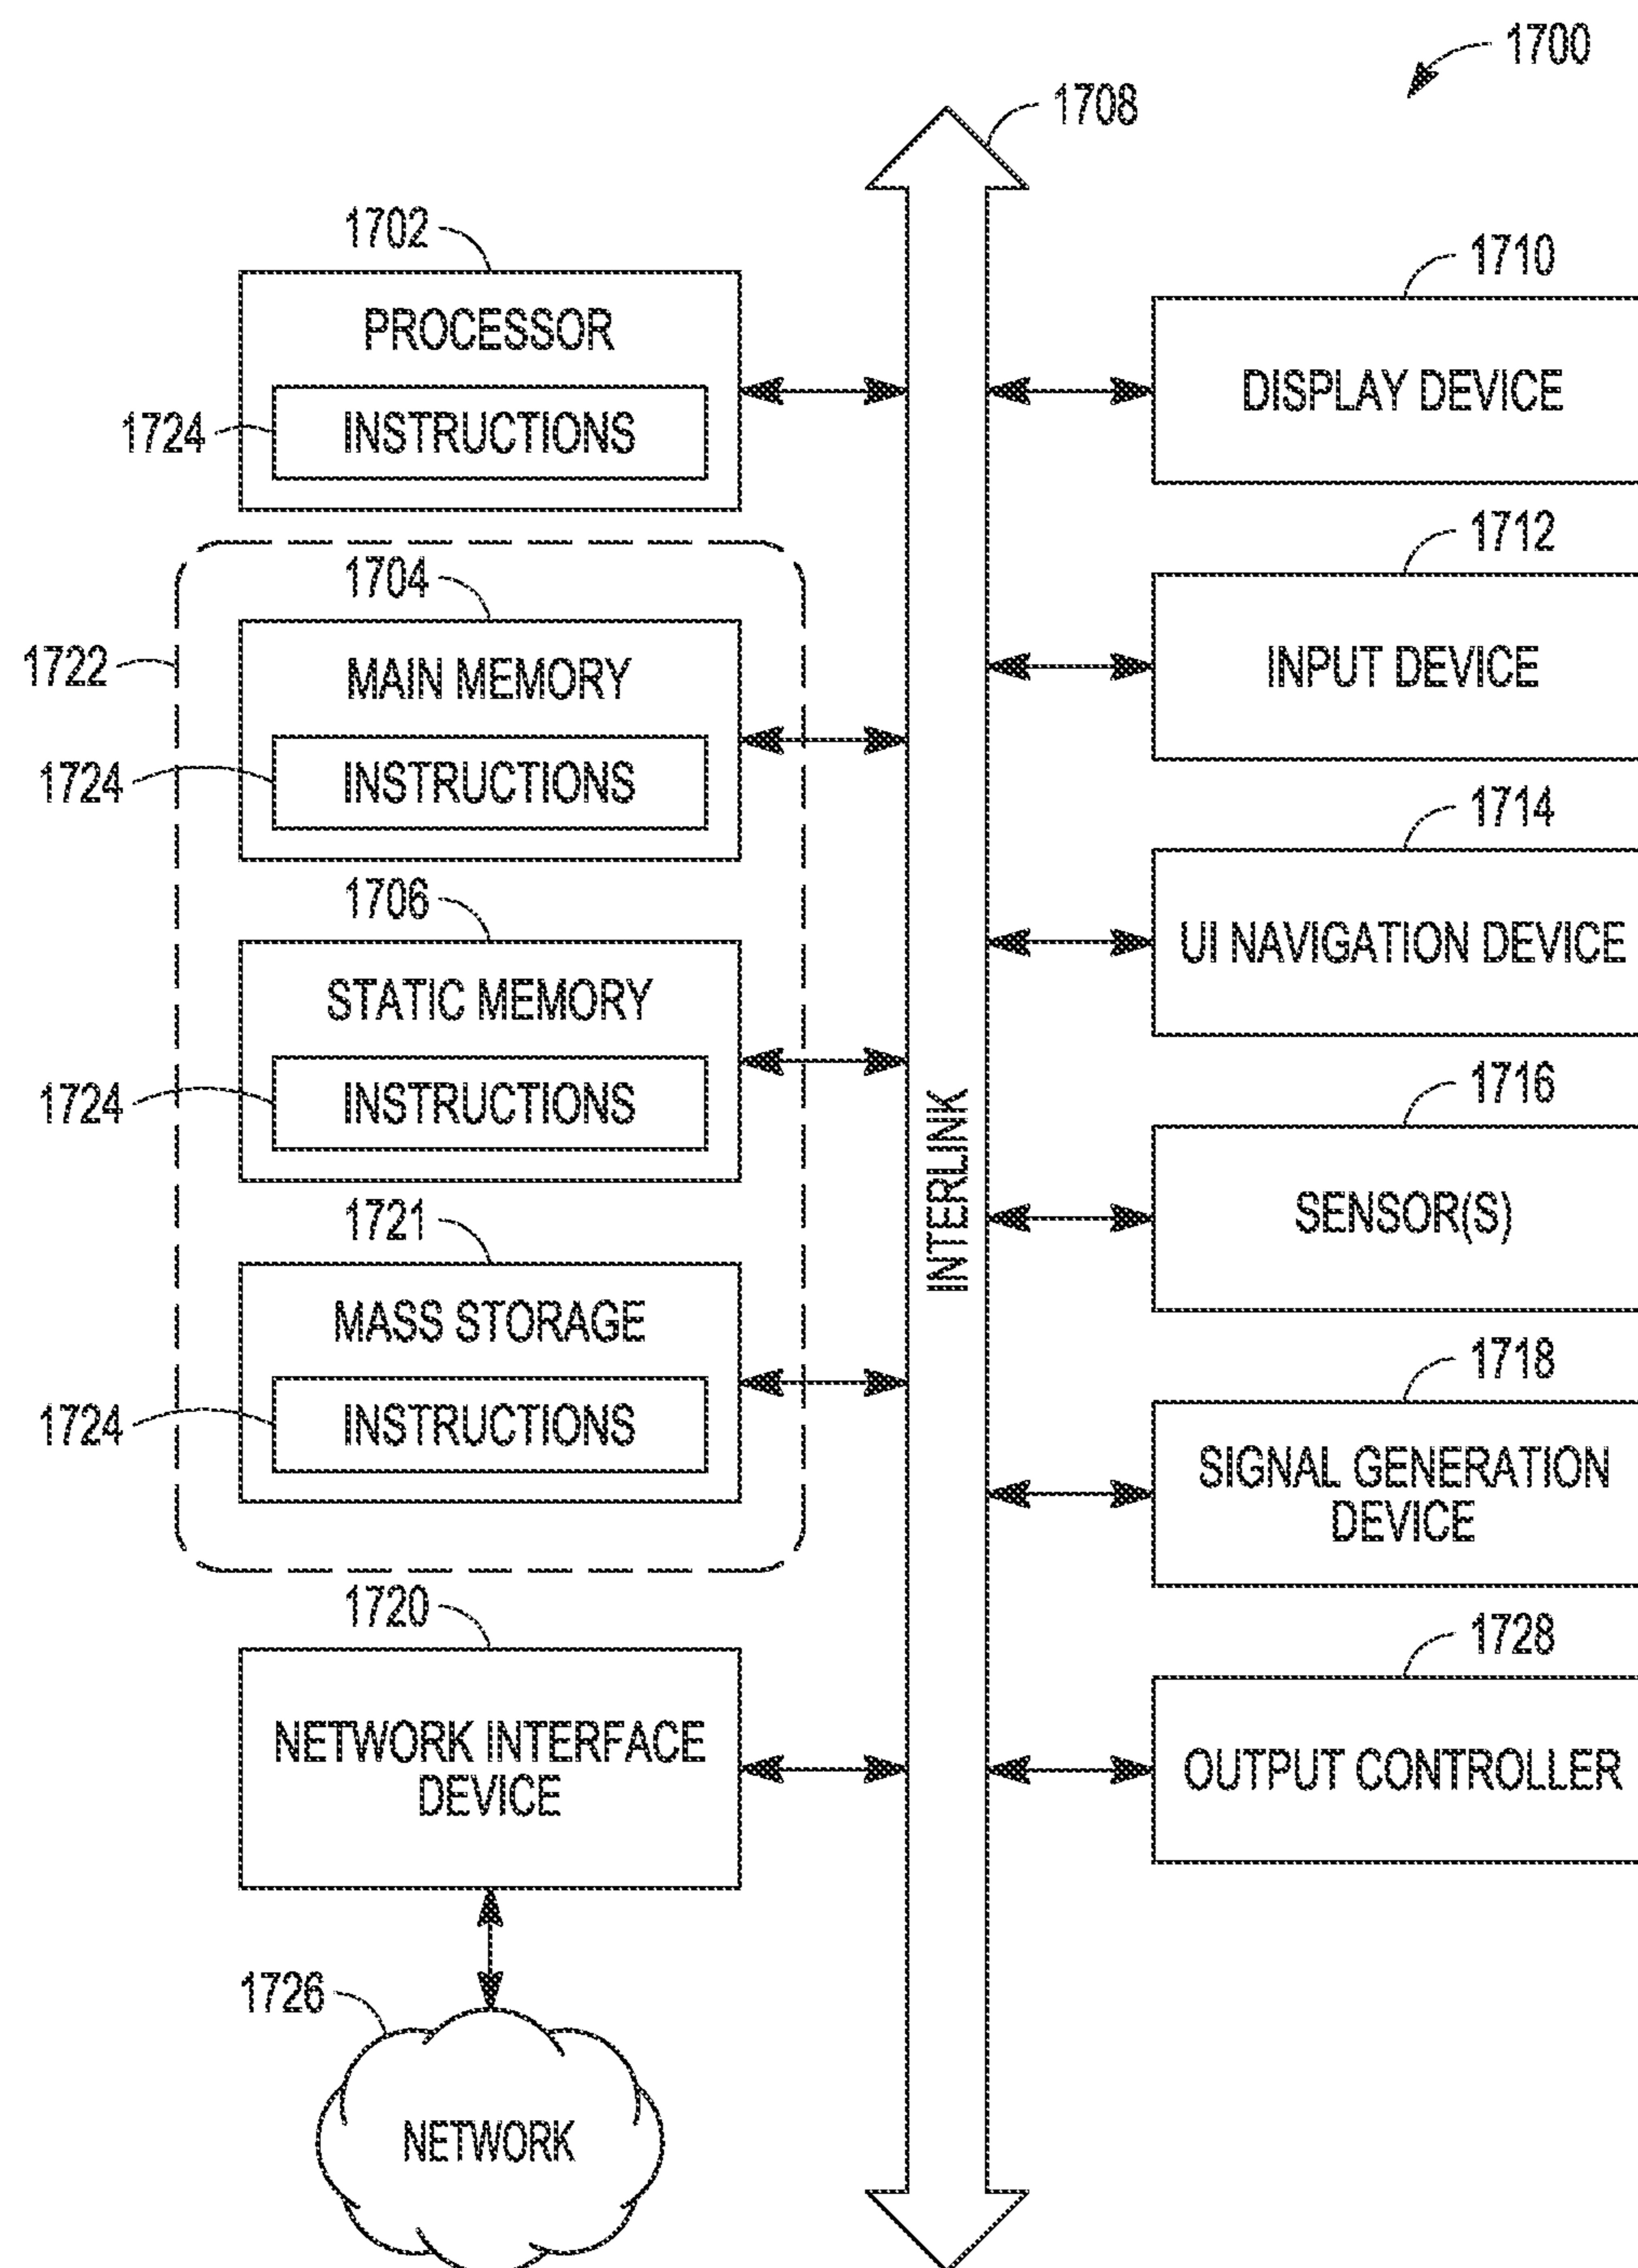 1700
1708
1702
PROCESSOR
1724
INSTRUCTIONS
1704
1722
MAIN MEMORY
1724
INSTRUCTIONS
1706
STATIC MEMORY
1724
INSTRUCTIONS
1721
MASS STORAGE
1724
INSTRUCTIONS
1720
NETWORK INTERFACE
DEVICE
1726
NETWORK
INTERLINK
1710
DISPLAY DEVICE
1712
INPUT DEVICE
1714
UI NAVIGATION DEVICE
1716
SENSOR(S)
1718
SIGNAL GENERATION
DEVICE
1728
OUTPUT CONTROLLER